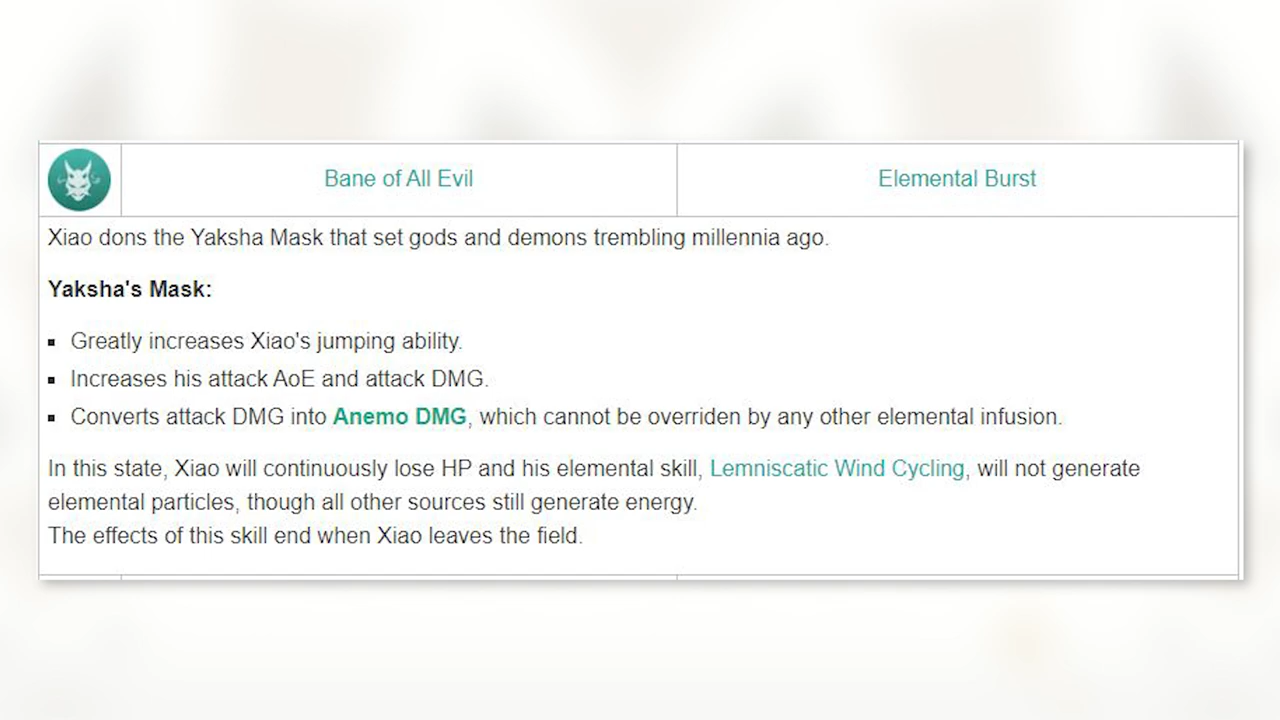 Bane of All Evil
Elemental Burst
Xiao dons the Yaksha Mask that set gods and demons trembling millennia ago.
Yaksha's Mask:
▪ Greatly increases Xiao's jumping ability.
▪ Increases his attack AoE and attack DMG.
▪ Converts attack DMG into Anemo DMG, which cannot be overriden by any other elemental infusion.
In this state, Xiao will continuously lose HP and his elemental skill, Lemniscatic Wind Cycling, will not generate
elemental particles, though all other sources still generate energy.
The effects of this skill end when Xiao leaves the field.